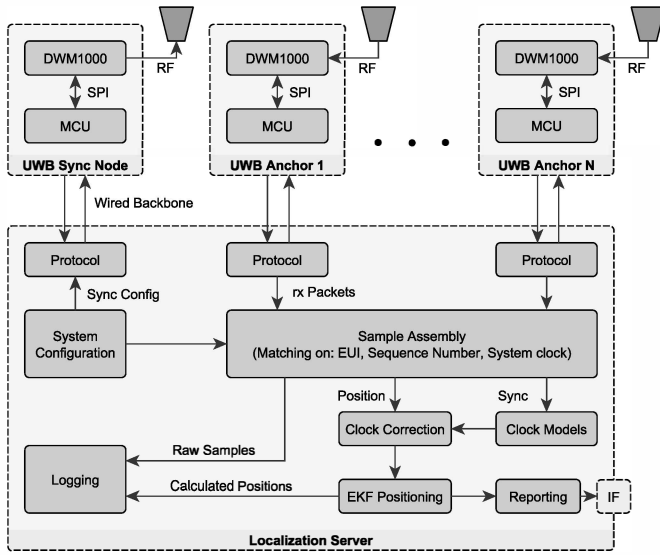 DWM1000
RF
SPI
MCU
UWB Sync Node
DWM1000
RF
SPI
MCU
UWB Anchor 1
DWM1000
RF
SPI
MCU
UWB Anchor N
Wired Backbone
Protocol
Protocol
Protocol
Sync Config
rx Packets
System
Configuration
Sample Assembly
(Matching on: EUI, Sequence Number, System clock)
Position
Sync
Clock Correction
Clock Models
Raw Samples
Logging
Calculated Positions
EKF Positioning
Reporting
IF
Localization Server